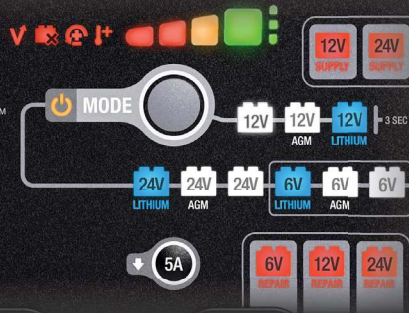 12V 24V
SUPPLY SUPPLY
MODE
12V 12V 12V 3 SEC
AGM LITHIUM
24V 24V 24V 6V 6V 6V
LITHIUM AGM LITHIUM AGM
5A
6V 12V 24V
REPAIR REPAIR REPAIR